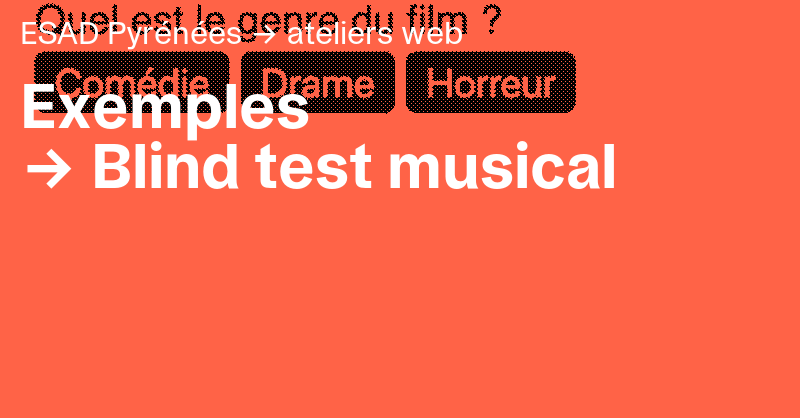 Quel est le genre du film ?
ESAD Pyrénées → ateliers web
Comédie Drame Horreur
Exemples
→ Blind test musical